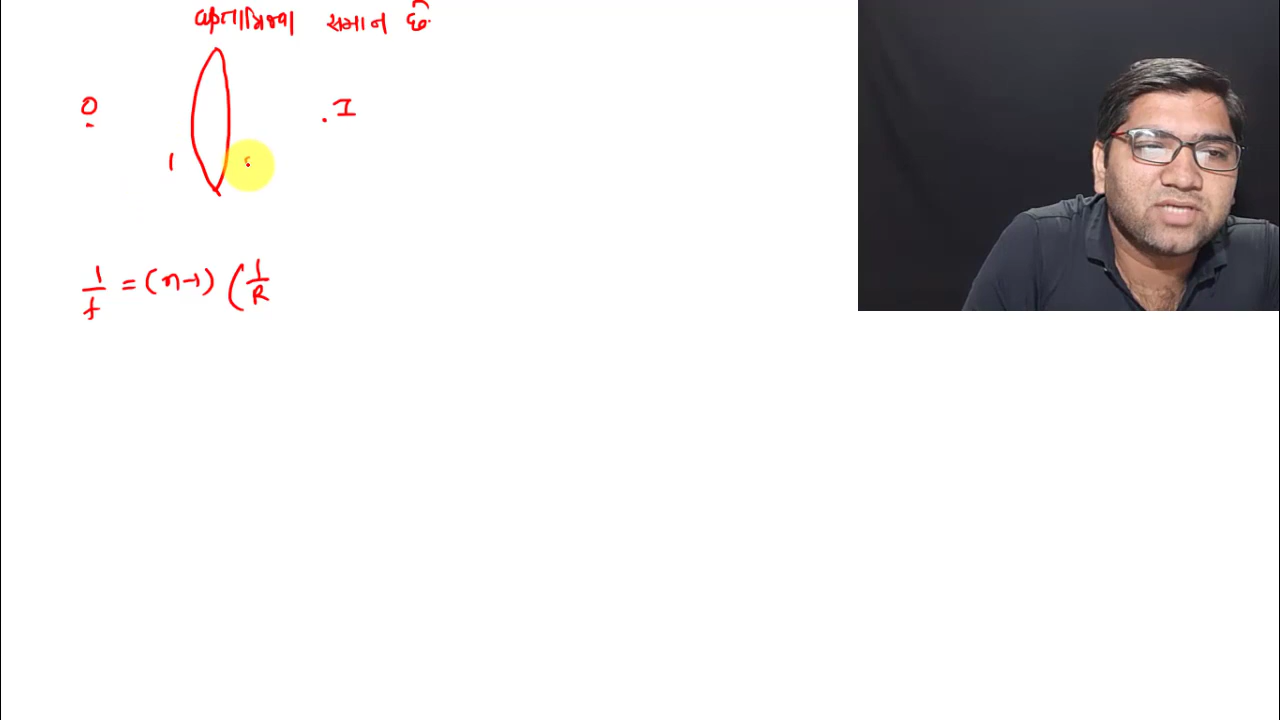 વક્રતાત્રિજ્યા સમાન છે.
O . I
1
1/f = (n-1) (1/R